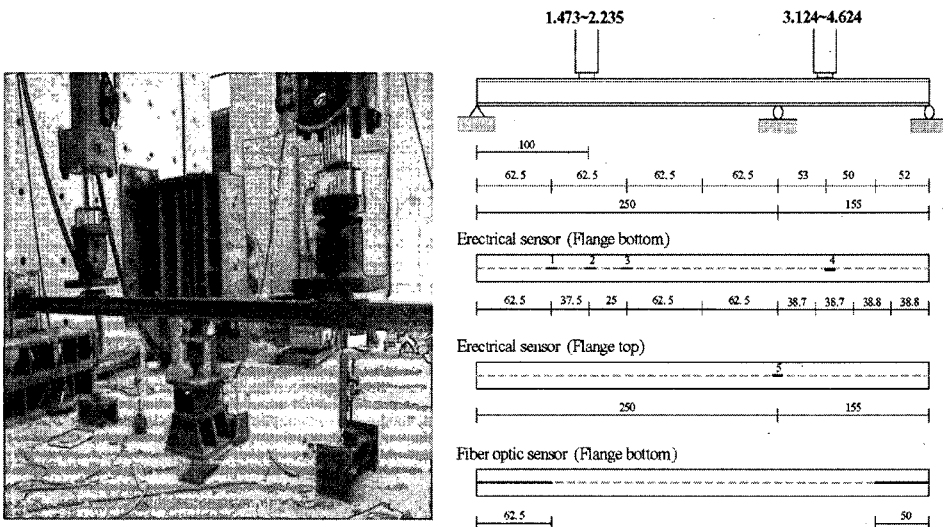 1.473~2.235 3.124~4.624
100
62.5 62.5 62.5 62.5 53 50 52
250 155
Erectrical sensor (Flange bottom)
1 2 3 4
62.5 37.5 25 62.5 62.5 38.7 38.7 38.8 38.8
Erectrical sensor (Flange top)
5
250 155
Fiber optic sensor (Flange bottom)
62.5 50